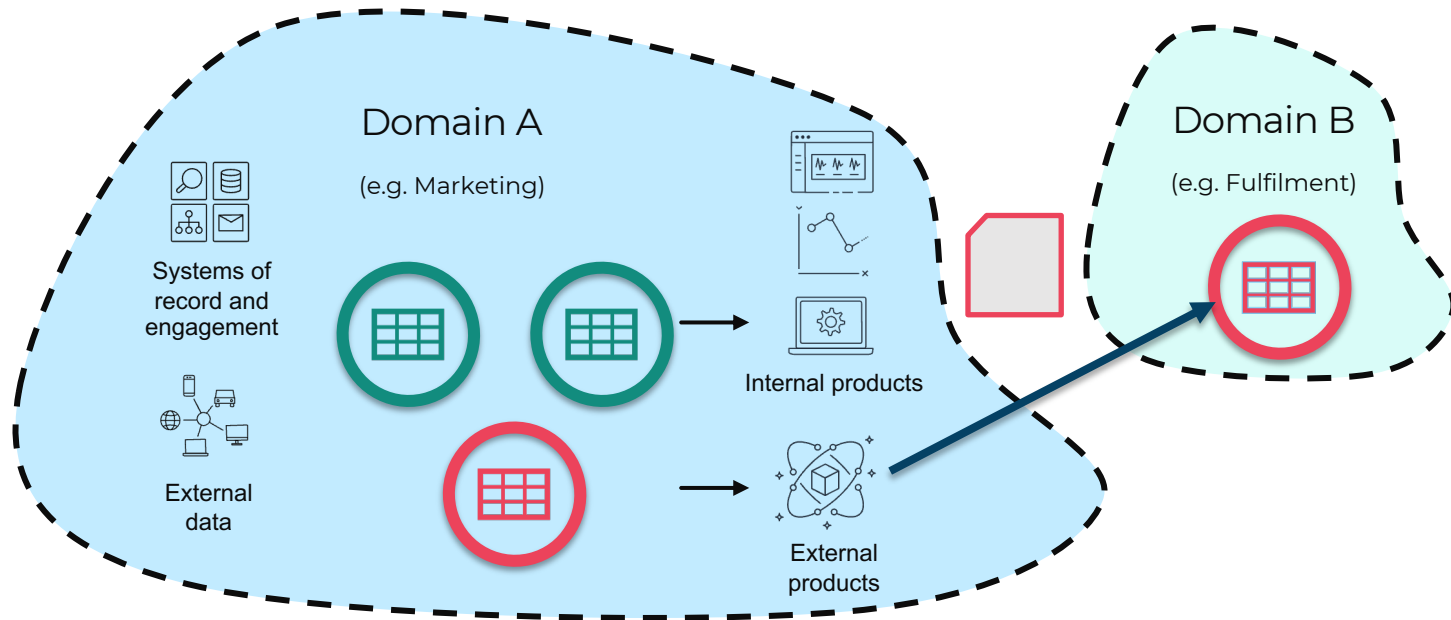 Domain A
(e.g. Marketing)
Systems of
record and
engagement
External
data
Internal products
External
products
Domain B
(e.g. Fulfilment)